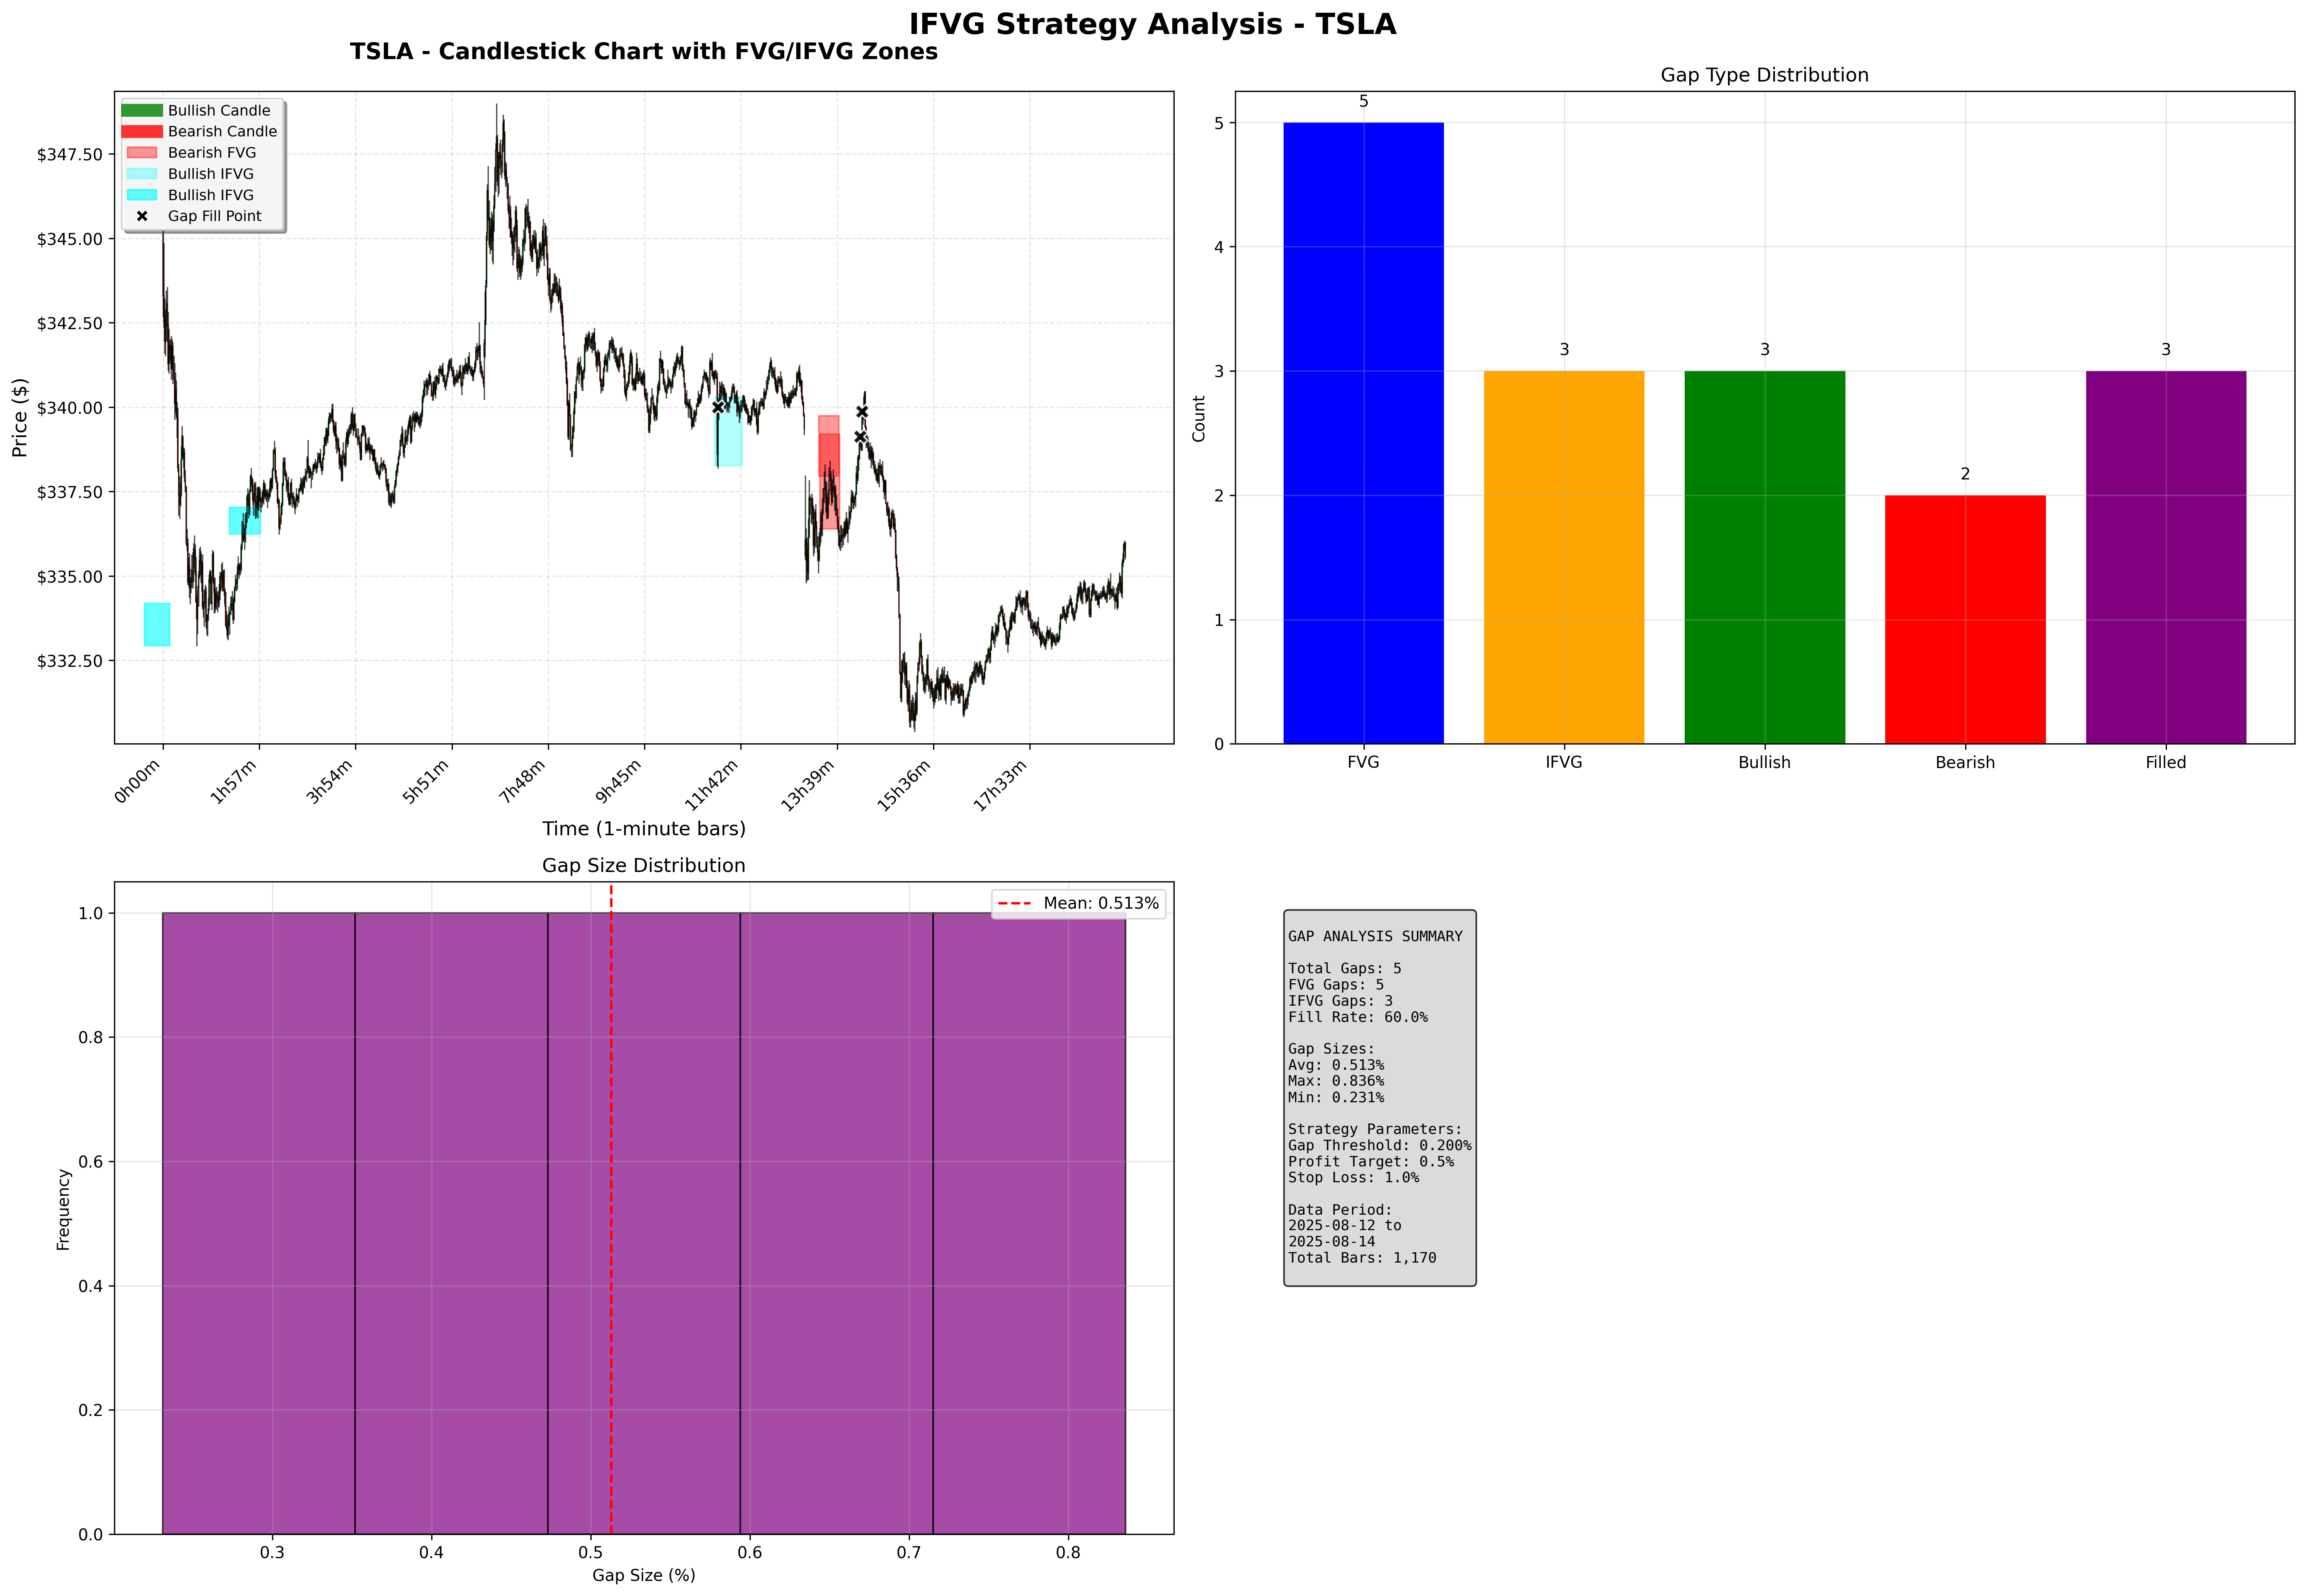 IFVG Strategy Analysis - TSLA
TSLA - Candlestick Chart with FVG/IFVG Zones
Bullish Candle
Bearish Candle
Bearish FVG
Bullish IFVG
Bullish IFVG
Gap Fill Point
Price ($)
$347.50
$345.00
$342.50
$340.00
$337.50
$335.00
$332.50
0h00m
1h57m
3h54m
5h51m
7h48m
9h45m
11h42m
13h39m
15h36m
17h33m
Time (1-minute bars)
Gap Type Distribution
Count
5
4
3
2
1
0
5
3
3
2
3
FVG
IFVG
Bullish
Bearish
Filled
Gap Size Distribution
Mean: 0.513%
Frequency
1.0
0.8
0.6
0.4
0.2
0.0
0.3
0.4
0.5
0.6
0.7
0.8
Gap Size (%)
GAP ANALYSIS SUMMARY
Total Gaps: 5
FVG Gaps: 5
IFVG Gaps: 3
Fill Rate: 60.0%
Gap Sizes:
Avg: 0.513%
Max: 0.836%
Min: 0.231%
Strategy Parameters:
Gap Threshold: 0.200%
Profit Target: 0.5%
Stop Loss: 1.0%
Data Period:
2025-08-12 to
2025-08-14
Total Bars: 1,170